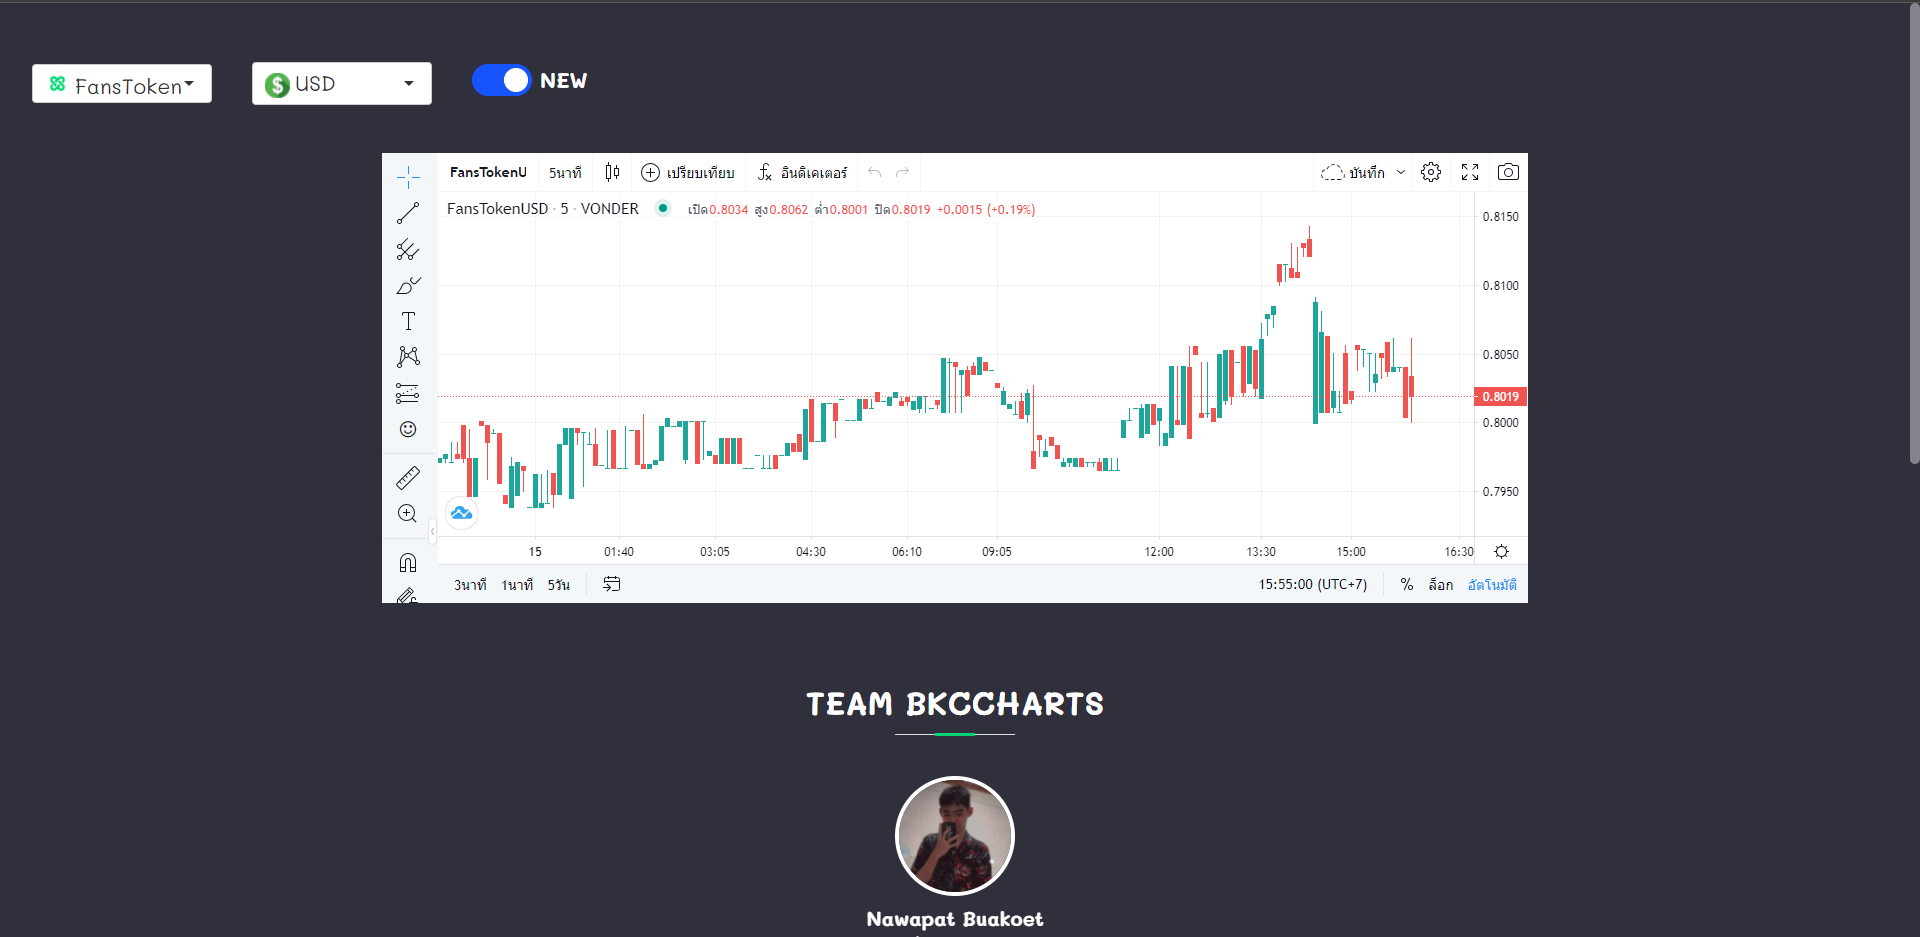 FansToken
USD
NEW
FansTokenU
5นาที
เปรียบเทียบ
อินดิเคเตอร์
บันทึก
FansTokenUSD · 5 · VONDER
เปิด0.8034 สูง0.8062 ต่ำ0.8001 ปิด0.8019 +0.0015 (+0.19%)
0.8150
0.8100
0.8050
0.8019
0.8000
0.7950
15 01:40 03:05 04:30 06:10 09:05 12:00 13:30 15:00 16:30
3นาที 1นาที 5วัน
15:55:00 (UTC+7)
% ล็อก อัตโนมัติ
TEAM BKCCHARTS
Nawapat Buakoet